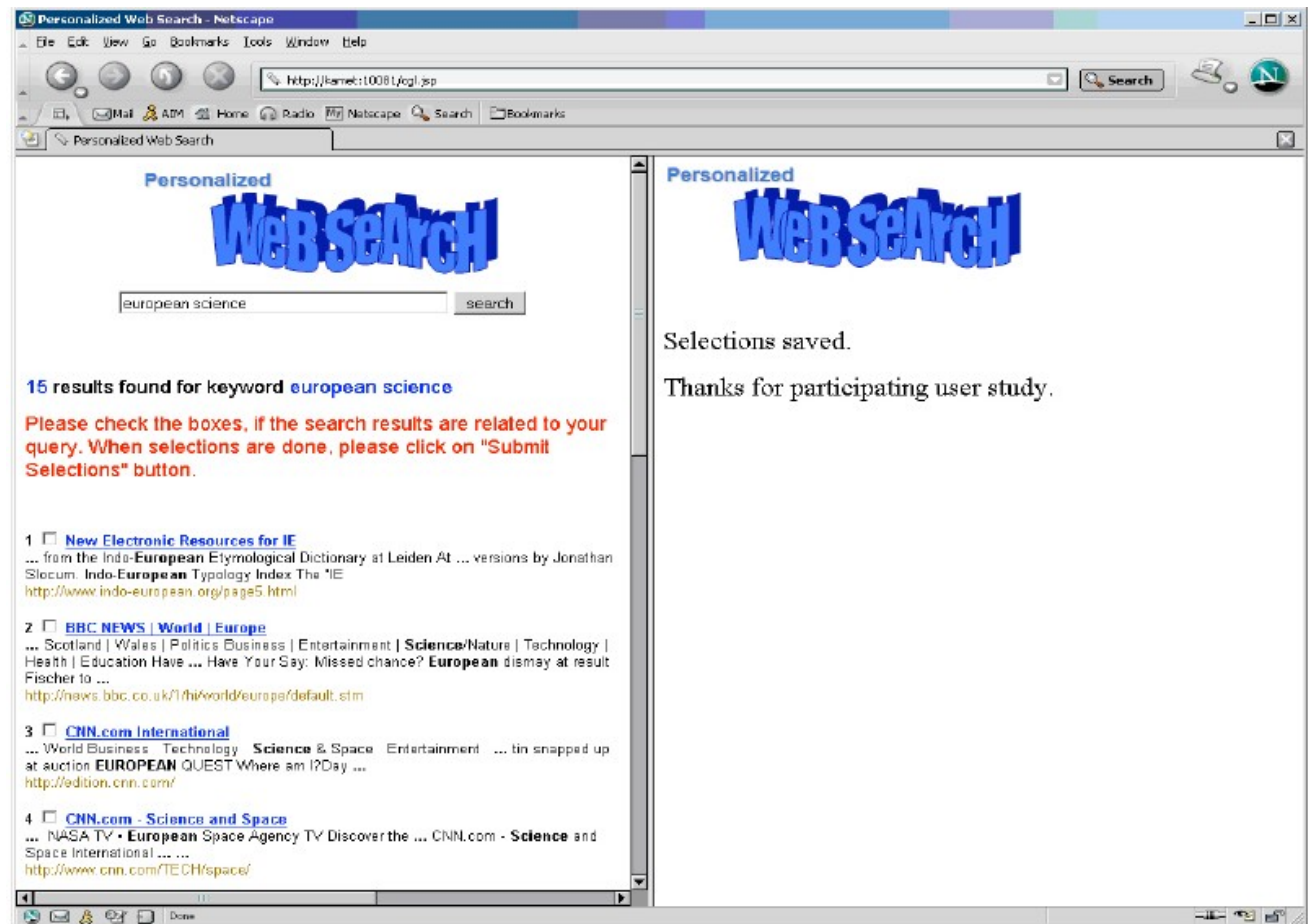 Personalized Web Search - Netscape
File Edit View Go Bookmarks Tools Window Help
http://kamet:10081/cgl.jsp
Search
Mail AIM Home Radio My Netscape Search Bookmarks
Personalized Web Search
Personalized
WeB SeArcH
european science
search
15 results found for keyword european science
Please check the boxes, if the search results are related to your
query. When selections are done, please click on "Submit
Selections" button.
1 New Electronic Resources for IE
... from the Indo-European Etymological Dictionary at Leiden At ... versions by Jonathan
Slocum. Indo-European Typology Index The "IE
http://www.indo-european.org/page5.html
2 BBC NEWS | World | Europe
... Scotland | Wales | Politics Business | Entertainment | Science/Nature | Technology |
Health | Education Have ... Have Your Say: Missed chance? European dismay at result
Fischer to ...
http://news.bbc.co.uk/1/hi/world/europe/default.stm
3 CNN.com International
... World Business Technology Science & Space Entertainment ... tin snapped up
at auction EUROPEAN QUEST Where am I?Day ...
http://edition.cnn.com/
4 CNN.com - Science and Space
... NASA TV • European Space Agency TV Discover the ... CNN.com - Science and
Space International ... ...
http://www.cnn.com/TECH/space/
Personalized
WeB SeArcH
Selections saved.
Thanks for participating user study.
Done